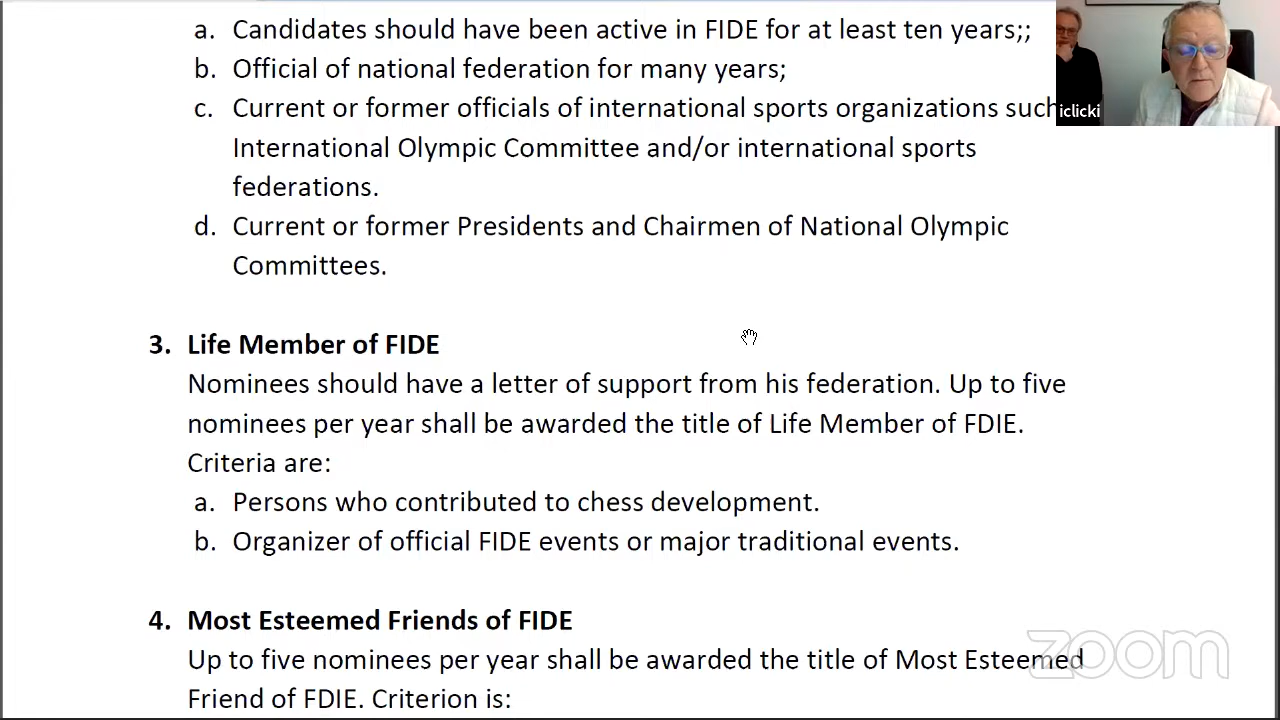 a. Candidates should have been active in FIDE for at least ten years;;
b. Official of national federation for many years;
c. Current or former officials of international sports organizations such
International Olympic Committee and/or international sports
federations.
d. Current or former Presidents and Chairmen of National Olympic
Committees.
3. Life Member of FIDE
Nominees should have a letter of support from his federation. Up to five
nominees per year shall be awarded the title of Life Member of FDIE.
Criteria are:
a. Persons who contributed to chess development.
b. Organizer of official FIDE events or major traditional events.
4. Most Esteemed Friends of FIDE
Up to five nominees per year shall be awarded the title of Most Esteemed
Friend of FDIE. Criterion is:
iclicki
zoom